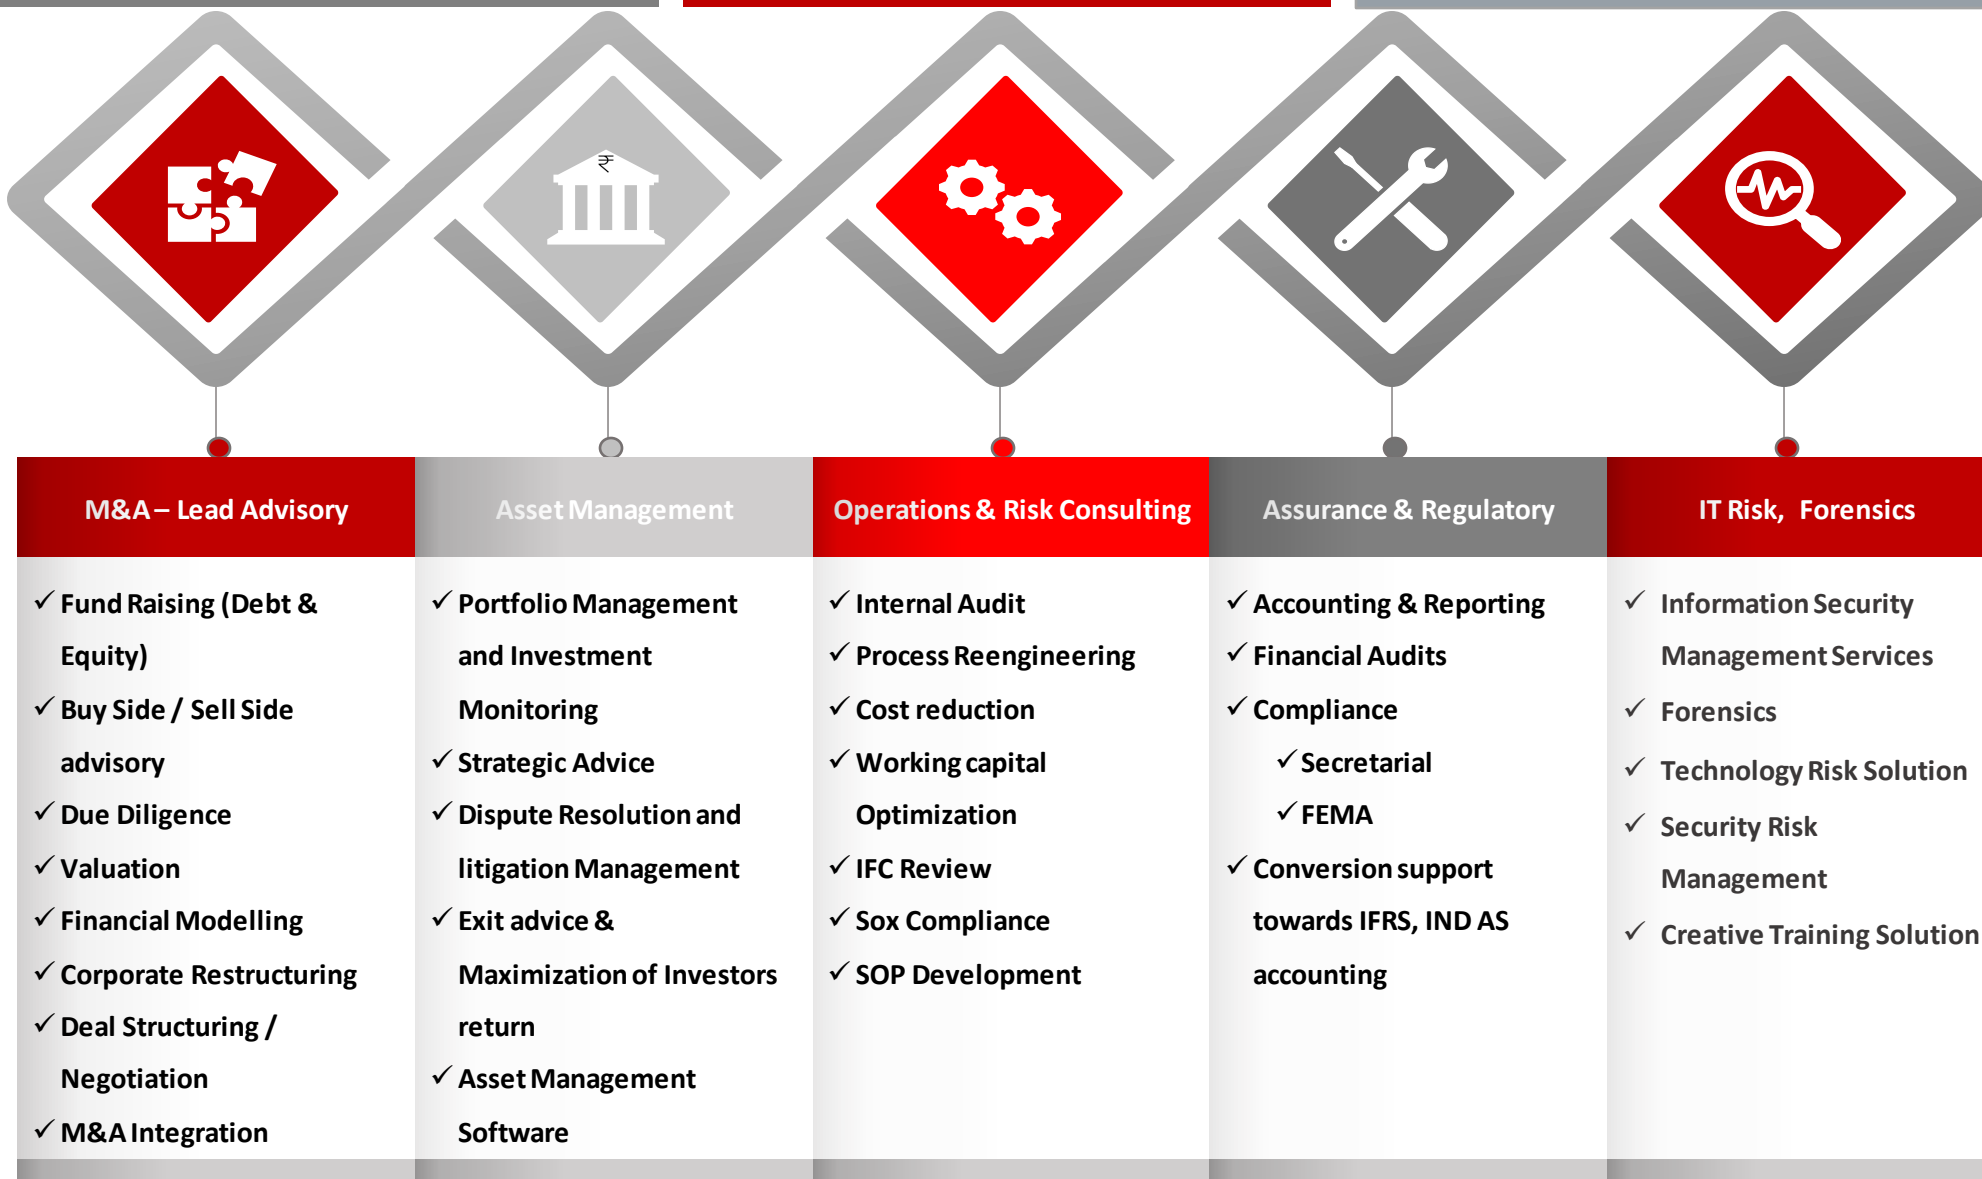 ₹
M&A – Lead Advisory
✓ Fund Raising (Debt &
Equity)
✓ Buy Side / Sell Side
advisory
✓ Due Diligence
✓ Valuation
✓ Financial Modelling
✓ Corporate Restructuring
✓ Deal Structuring /
Negotiation
✓ M&A Integration
Asset Management
✓ Portfolio Management
and Investment
Monitoring
✓ Strategic Advice
✓ Dispute Resolution and
litigation Management
✓ Exit advice &
Maximization of Investors
return
✓ Asset Management
Software
Operations & Risk Consulting
✓ Internal Audit
✓ Process Reengineering
✓ Cost reduction
✓ Working capital
Optimization
✓ IFC Review
✓ Sox Compliance
✓ SOP Development
Assurance & Regulatory
✓ Accounting & Reporting
✓ Financial Audits
✓ Compliance
✓ Secretarial
✓ FEMA
✓ Conversion support
towards IFRS, IND AS
accounting
IT Risk, Forensics
✓ Information Security
Management Services
✓ Forensics
✓ Technology Risk Solution
✓ Security Risk
Management
✓ Creative Training Solution